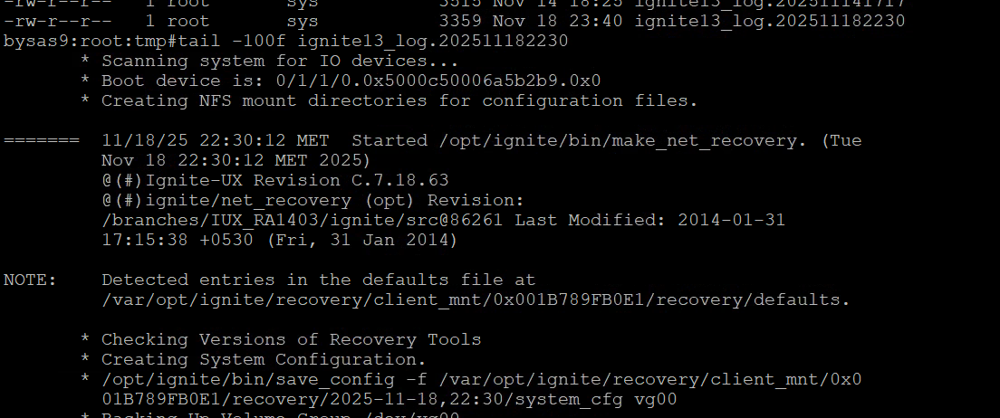 -rw-r--r-- 1 root sys 3515 Nov 14 18:25 ignite13_log.202511141717
-rw-r--r-- 1 root sys 3359 Nov 18 23:40 ignite13_log.202511182230
bysas9:root:tmp#tail -100f ignite13_log.202511182230
* Scanning system for IO devices...
* Boot device is: 0/1/1/0.0x5000c50006a5b2b9.0x0
* Creating NFS mount directories for configuration files.
======= 11/18/25 22:30:12 MET Started /opt/ignite/bin/make_net_recovery. (Tue
Nov 18 22:30:12 MET 2025)
@(#)Ignite-UX Revision C.7.18.63
@(#)ignite/net_recovery (opt) Revision:
/branches/IUX_RA1403/ignite/src@86261 Last Modified: 2014-01-31
17:15:38 +0530 (Fri, 31 Jan 2014)
NOTE: Detected entries in the defaults file at
/var/opt/ignite/recovery/client_mnt/0x001B789FB0E1/recovery/defaults.
* Checking Versions of Recovery Tools
* Creating System Configuration.
* /opt/ignite/bin/save_config -f /var/opt/ignite/recovery/client_mnt/0x0
01B789FB0E1/recovery/2025-11-18,22:30/system_cfg vg00
* Backing Up Volume Group /dev/vg00